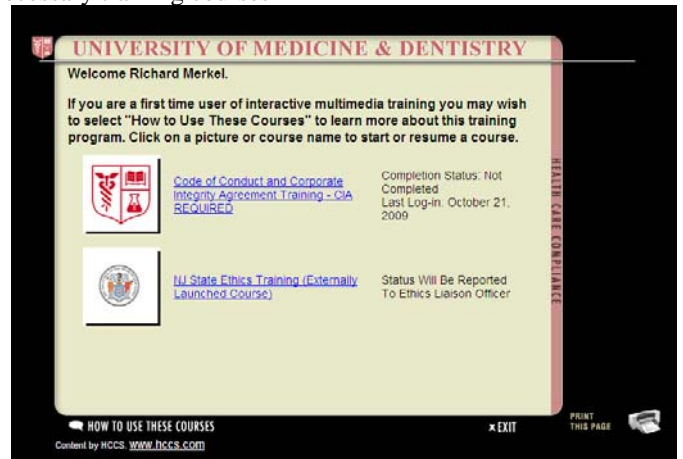 UNIVERSITY OF MEDICINE & DENTISTRY
Welcome Richard Merkel.
If you are a first time user of interactive multimedia training you may wish
to select "How to Use These Courses" to learn
more about this training
program. Click on a picture or course name to
start or resume a course.
Code of Conduct and Corporate
Integrity Agreement Training - CIA
REQUIRED
Completion Status: Not
Completed
Last Log-in: October 21,
2009
NJ State Ethics Training (Externally
Launched Course)
Status Will Be Reported
To Ethics Liaison Officer
HEALTH CARE COMPLIANCE
HOW TO USE THESE COURSES
x EXIT
PRINT
THIS PAGE
Content by HCCS. www.hccs.com